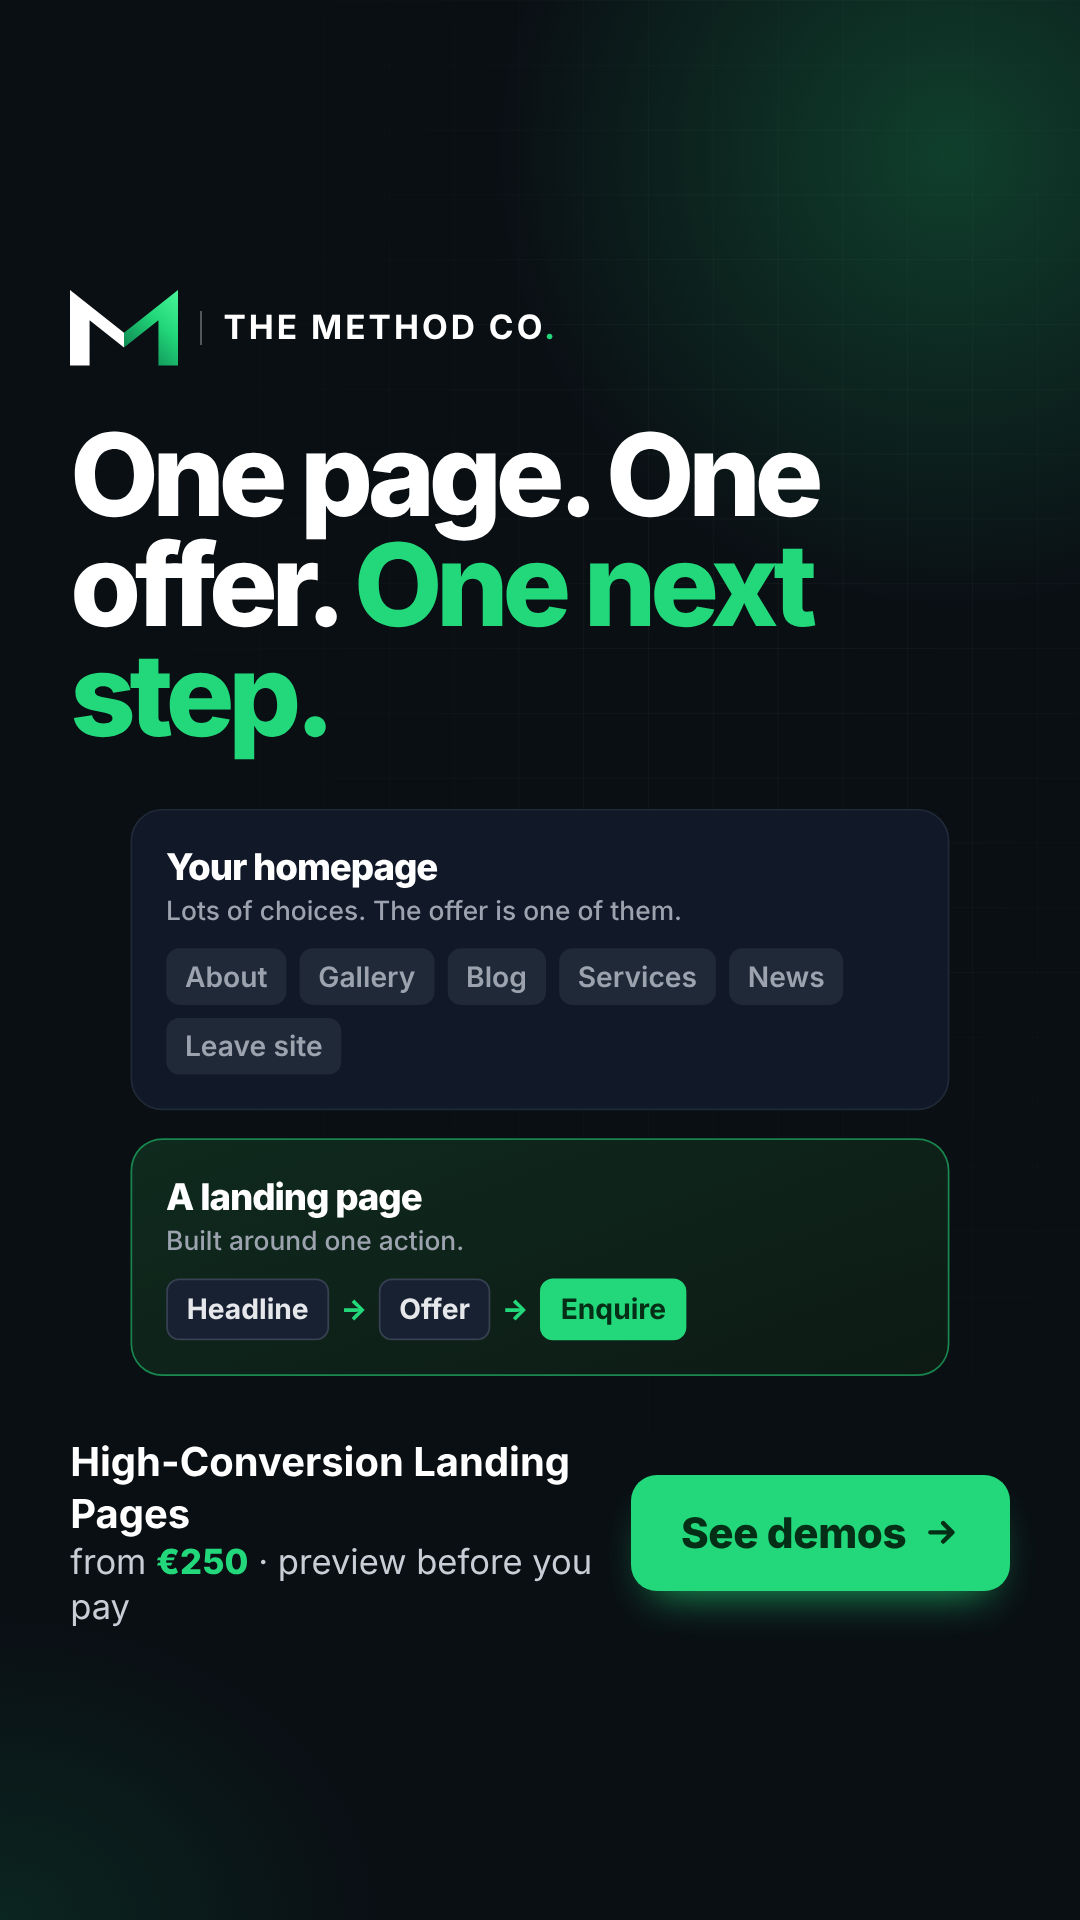 THE METHOD CO.
One page. One
offer. One next
step.
Your homepage
Lots of choices. The offer is one of them.
About Gallery Blog Services News
Leave site
A landing page
Built around one action.
Headline → Offer → Enquire
High-Conversion Landing
Pages
from €250 · preview before you
pay
See demos →